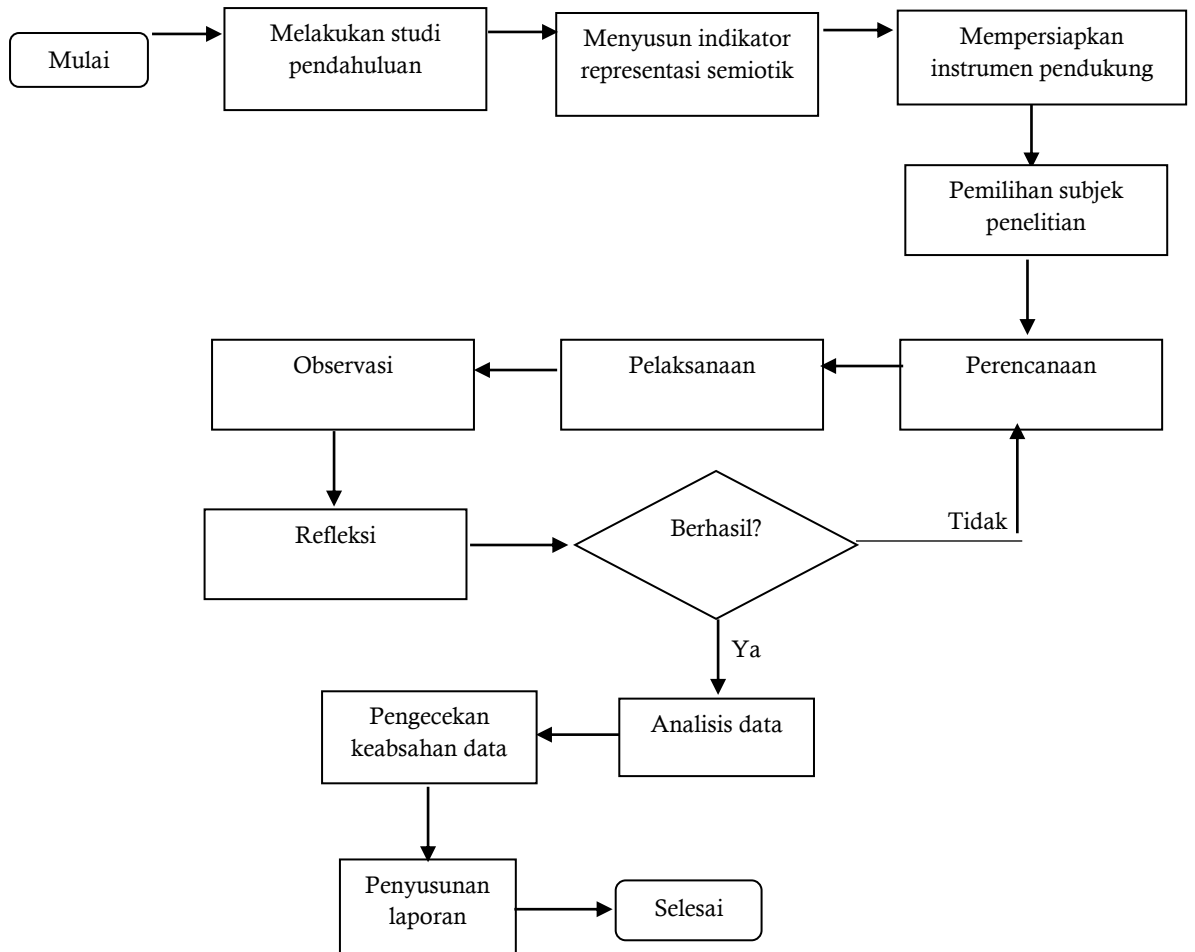 Mulai
Melakukan studi
pendahuluan
Menyusun indikator
representasi semiotik
Mempersiapkan
instrumen pendukung
Pemilihan subjek
penelitian
Perencanaan
Pelaksanaan
Observasi
Refleksi
Berhasil?
Tidak
Ya
Analisis data
Pengecekan
keabsahan data
Penyusunan
laporan
Selesai